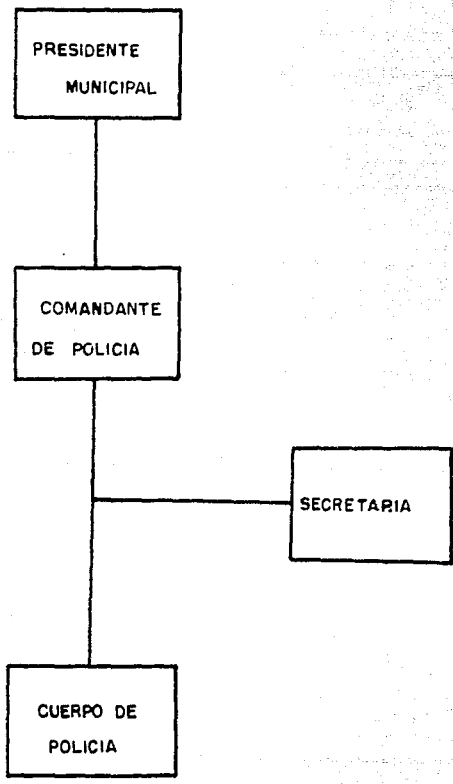 PRESIDENTE
MUNICIPAL
COMANDANTE
DE POLICIA
SECRETARIA
CUERPO DE
POLICIA